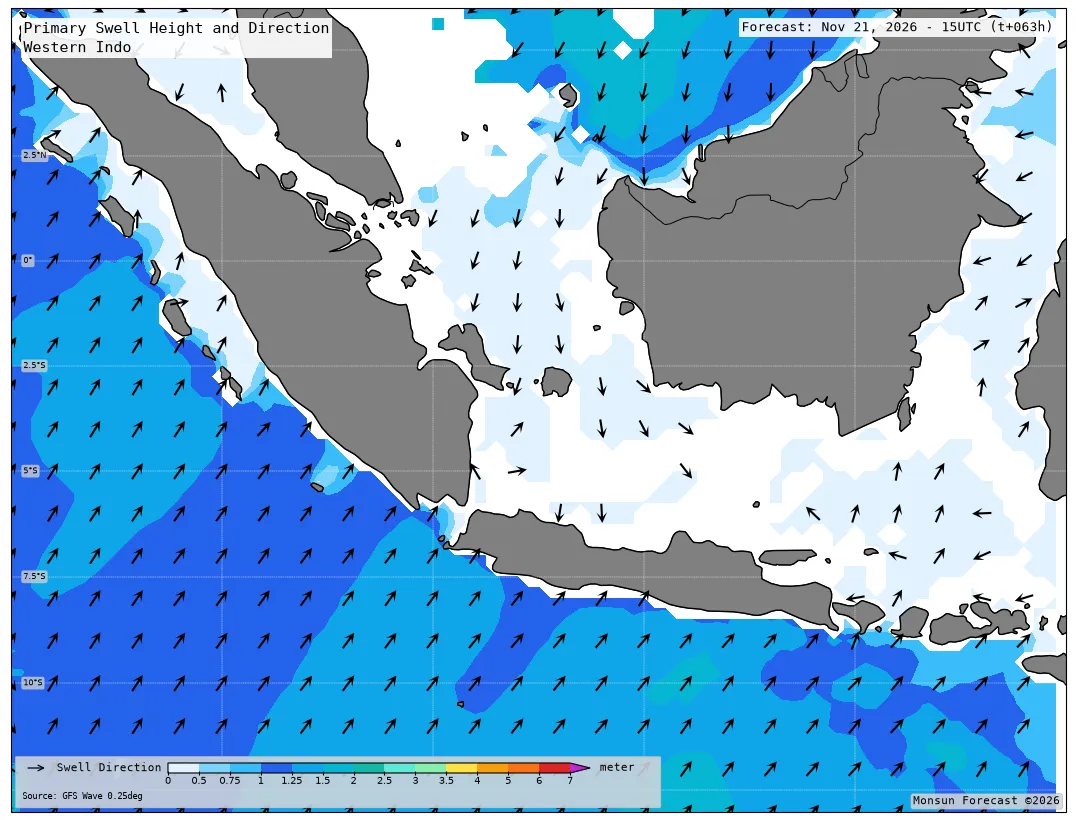 Primary Swell Height and Direction
Western Indo
Forecast: Nov 21, 2026 - 15UTC (t+063h)
2.5°N
0°
2.5°S
5°S
7.5°S
10°S
Swell Direction
meter
0 0.5 0.75 1 1.25 1.5 2 2.5 3 3.5 4 5 6 7
Source: GFS Wave 0.25deg
Monsun Forecast ©2026